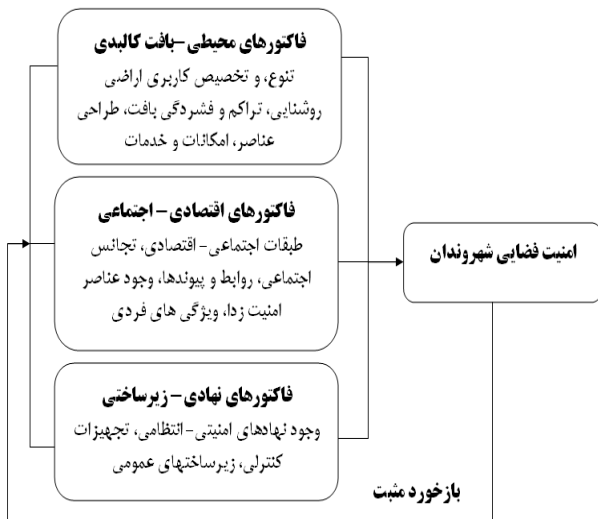 فاکتورهای محیطی-بافت کالبدی
تنوع، و تخصیص کاربری اراضی
روشنایی، تراکم و فشردگی بافت، طراحی
عناصر، امکانات و خدمات
فاکتورهای اقتصادی- اجتماعی
طبقات اجتماعی- اقتصادی، تجانس
اجتماعی، روابط و پیوندها، وجود عناصر
امنیت زدا، ویژگی های فردی
فاکتورهای نهادی- زیرساختی
وجود نهادهای امنیتی-انتظامی، تجهیزات
کنترلی، زیرساختهای عمومی
امنیت فضایی شهروندان
بازخورد مثبت